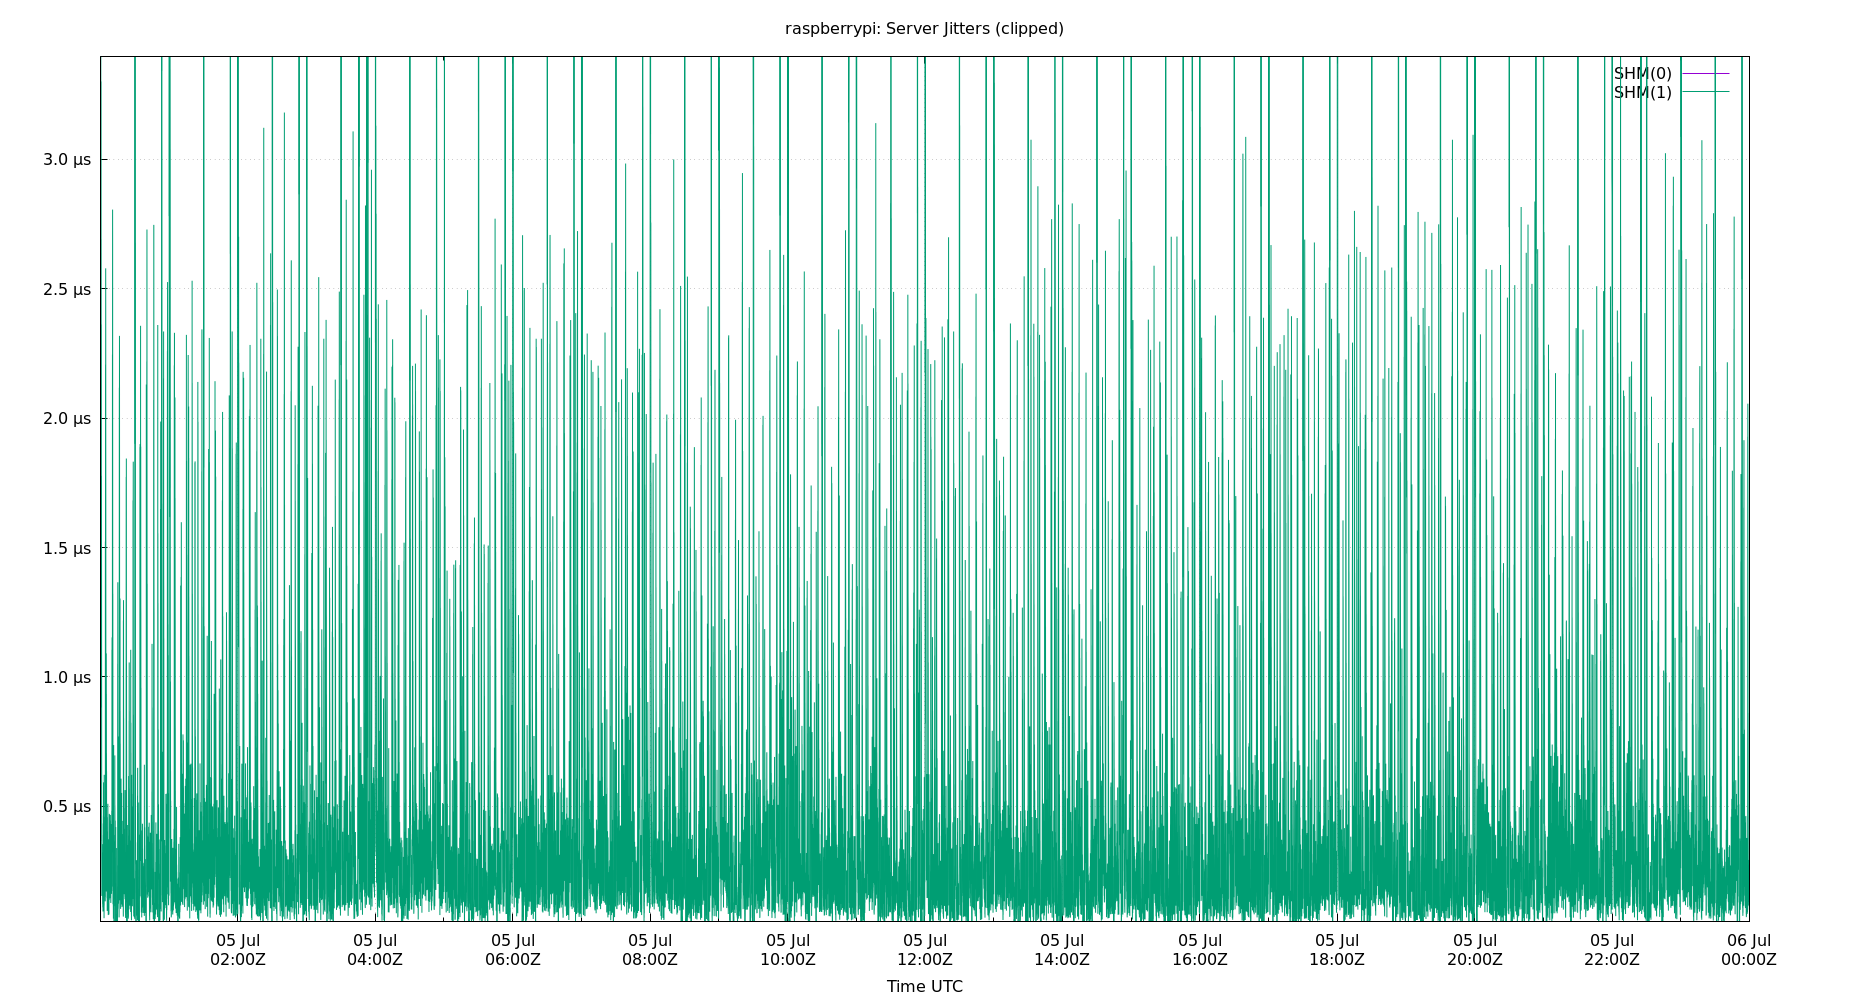 raspberrypi: Server Jitters (clipped)
SHM(0)
SHM(1)
3.0 µs
2.5 µs
2.0 µs
1.5 µs
1.0 µs
0.5 µs
05 Jul 05 Jul 05 Jul 05 Jul 05 Jul 05 Jul 05 Jul 05 Jul 05 Jul 05 Jul 05 Jul 06 Jul
02:00Z 04:00Z 06:00Z 08:00Z 10:00Z 12:00Z 14:00Z 16:00Z 18:00Z 20:00Z 22:00Z 00:00Z
Time UTC